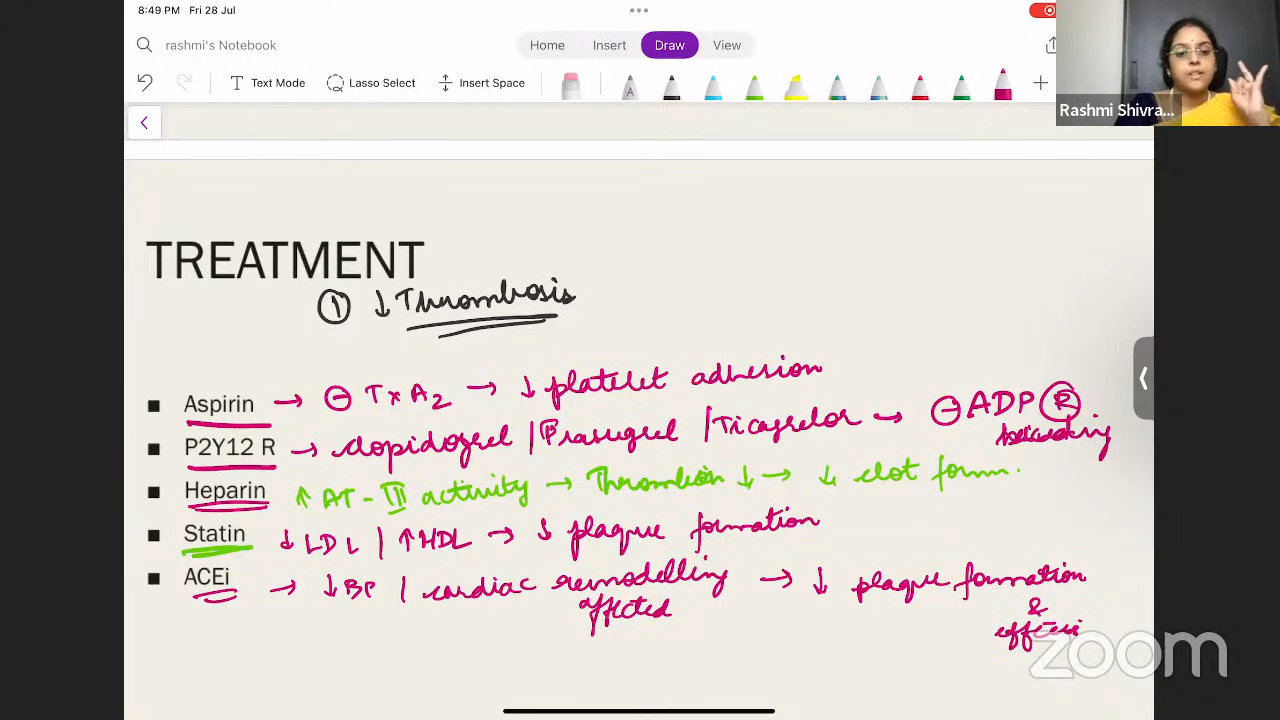 8:49 PM Fri 28 Jul
rashmi's Notebook
Home Insert Draw View
Text Mode Lasso Select Insert Space
A
Rashmi Shivra...
TREATMENT
① ↓ Thrombosis
■ Aspirin → ⊖ TxA2 → ↓ platelet adhesion
■ P2Y12 R → clopidogrel / Prasugrel / Ticagrelor → ⊖ ADP Ⓡ
■ Heparin ↑ AT-III activity → Thrombin ↓ → ↓ clot form.
■ Statin ↓ LDL / ↑ HDL → ↓ plaque formation
■ ACEi → ↓ BP / cardiac remodelling → ↓ plaque formation
affected
&
zoom